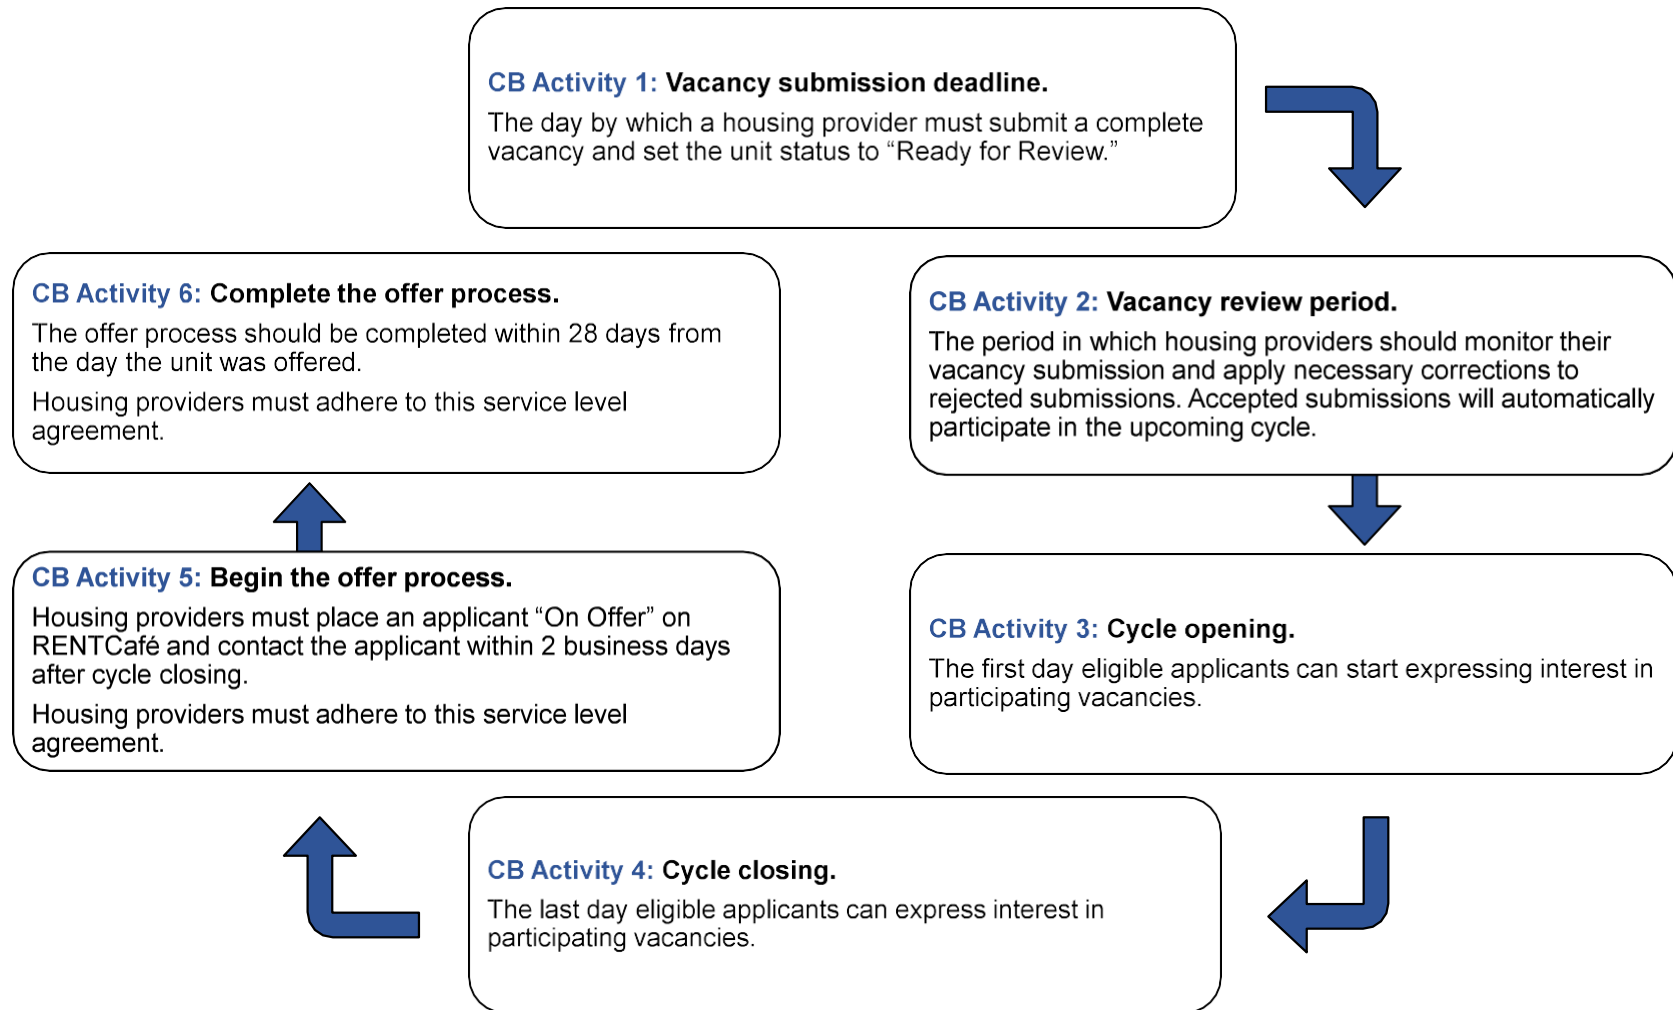 CB Activity 1: Vacancy submission deadline.
The day by which a housing provider must submit a complete
vacancy and set the unit status to “Ready for Review.”
CB Activity 2: Vacancy review period.
The period in which housing providers should monitor their
vacancy submission and apply necessary corrections to
rejected submissions. Accepted submissions will automatically
participate in the upcoming cycle.
CB Activity 3: Cycle opening.
The first day eligible applicants can start expressing interest in
participating vacancies.
CB Activity 4: Cycle closing.
The last day eligible applicants can express interest in
participating vacancies.
CB Activity 5: Begin the offer process.
Housing providers must place an applicant “On Offer” on
RENTCafé and contact the applicant within 2 business days
after cycle closing.
Housing providers must adhere to this service level
agreement.
CB Activity 6: Complete the offer process.
The offer process should be completed within 28 days from
the day the unit was offered.
Housing providers must adhere to this service level
agreement.